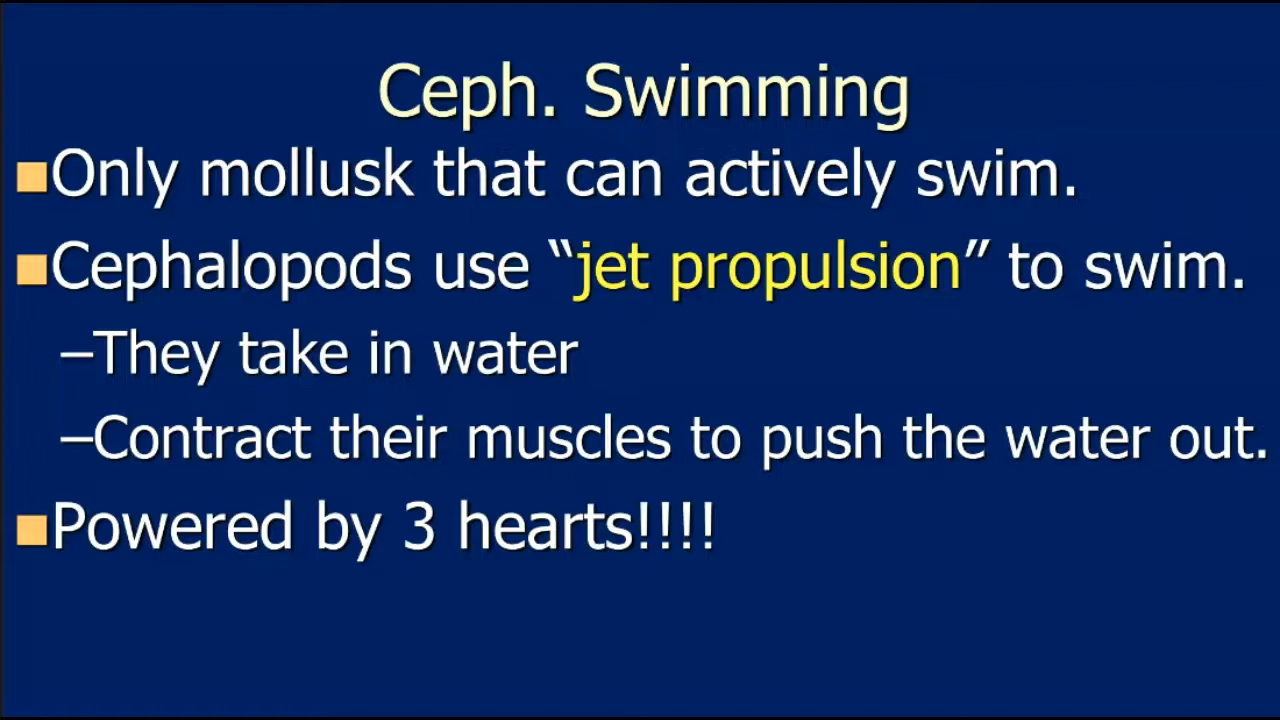 Ceph. Swimming
■Only mollusk that can actively swim.
■Cephalopods use “jet propulsion” to swim.
–They take in water
–Contract their muscles to push the water out.
■Powered by 3 hearts!!!!